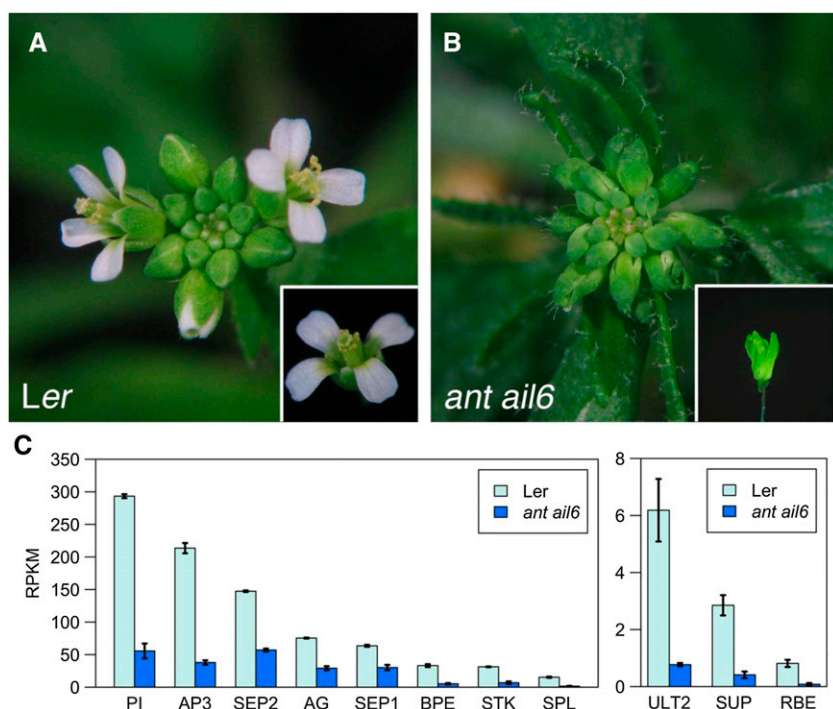 A
B
Ler
ant ail6
C
350
300
250
200
150
100
50
0
RPKM
Ler
ant ail6
PI AP3 SEP2 AG SEP1 BPE STK SPL
8
6
4
2
0
Ler
ant ail6
ULT2 SUP RBE